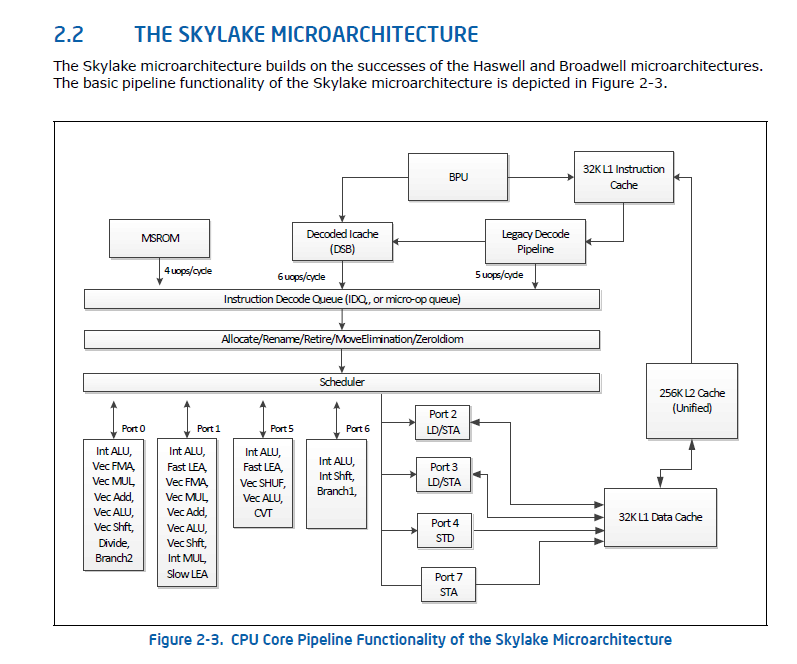 2.2 THE SKYLAKE MICROARCHITECTURE
The Skylake microarchitecture builds on the successes of the Haswell and Broadwell microarchitectures.
The basic pipeline functionality of the Skylake microarchitecture is depicted in Figure 2-3.
BPU
32K L1 Instruction
Cache
MSROM
Decoded Icache
(DSB)
Legacy Decode
Pipeline
4 uops/cycle
6 uops/cycle
5 uops/cycle
Instruction Decode Queue (IDQ,, or micro-op queue)
Allocate/Rename/Retire/MoveElimination/ZeroIdiom
Scheduler
256K L2 Cache
(Unified)
Port 0
Int ALU,
Vec FMA,
Vec MUL,
Vec Add,
Vec ALU,
Vec Shft,
Divide,
Branch2
Port 1
Int ALU,
Fast LEA,
Vec FMA,
Vec MUL,
Vec Add,
Vec ALU,
Vec Shft,
Int MUL,
Slow LEA
Port 5
Int ALU,
Fast LEA,
Vec SHUF,
Vec ALU,
CVT
Port 6
Int ALU,
Int Shft,
Branch1,
Port 2
LD/STA
Port 3
LD/STA
Port 4
STD
Port 7
STA
32K L1 Data Cache
Figure 2-3. CPU Core Pipeline Functionality of the Skylake Microarchitecture